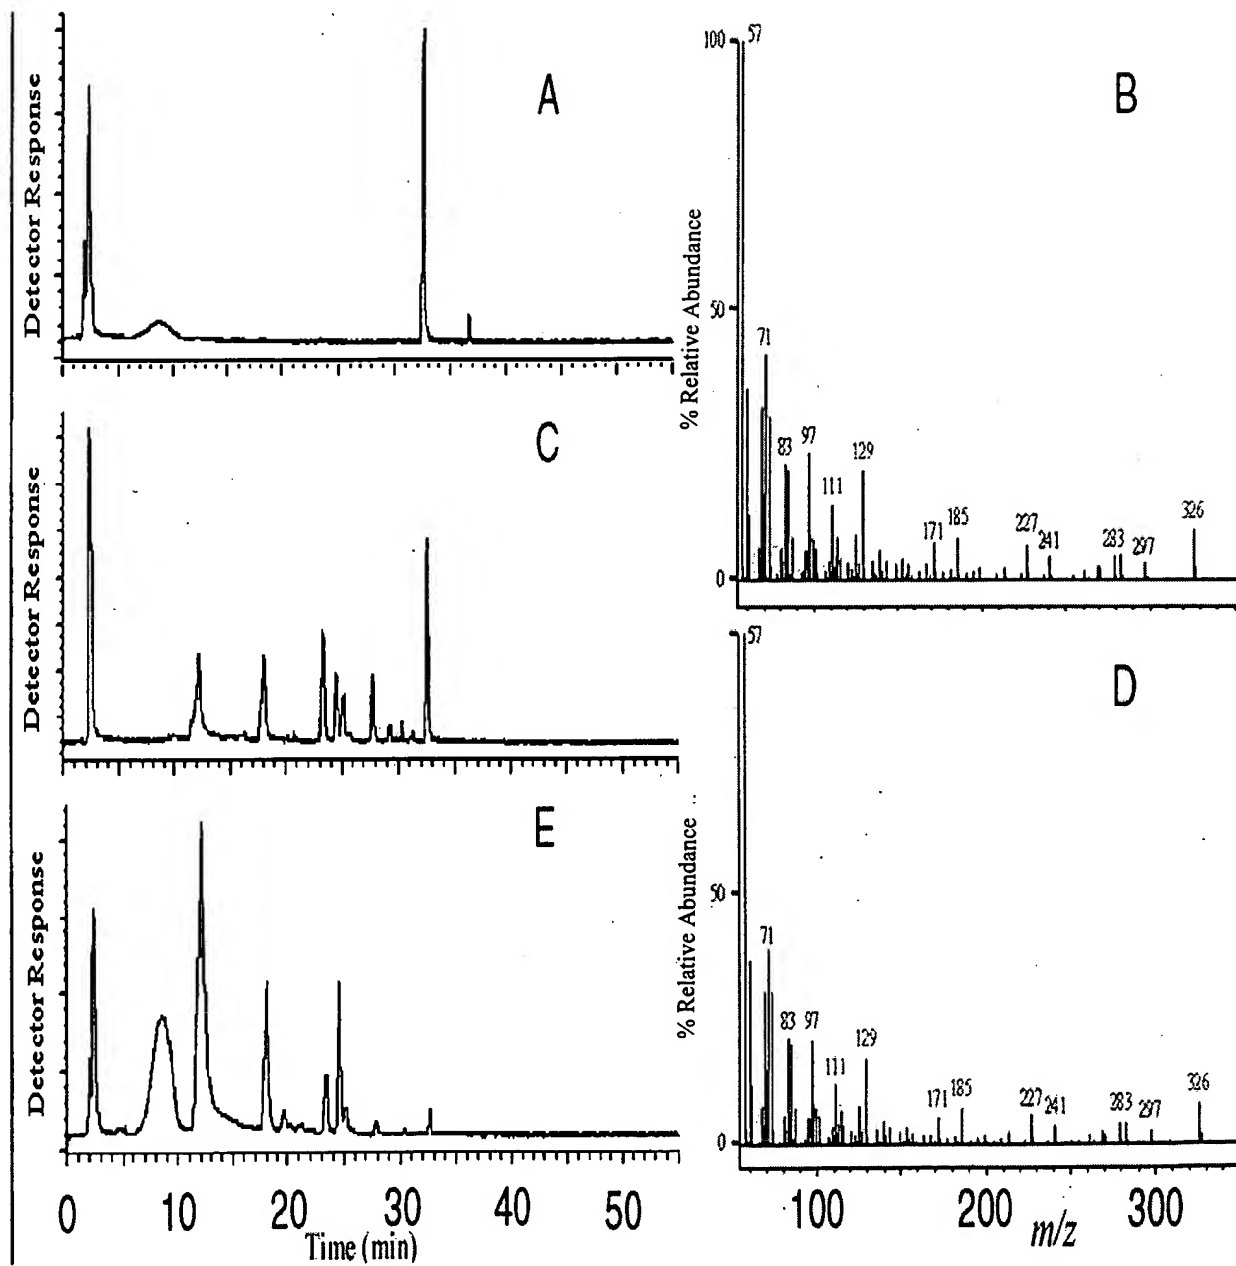 A
Detector Response
C
Detector Response
E
Detector Response
0 10 20 30 40 50
Time (min)
B
% Relative Abundance
100
50
0
57
71
83
97
111
129
171
185
227
241
283
297
326
D
% Relative Abundance
50
0
57
71
83
97
111
129
171
185
227
241
283
297
326
100 200 300
m/z